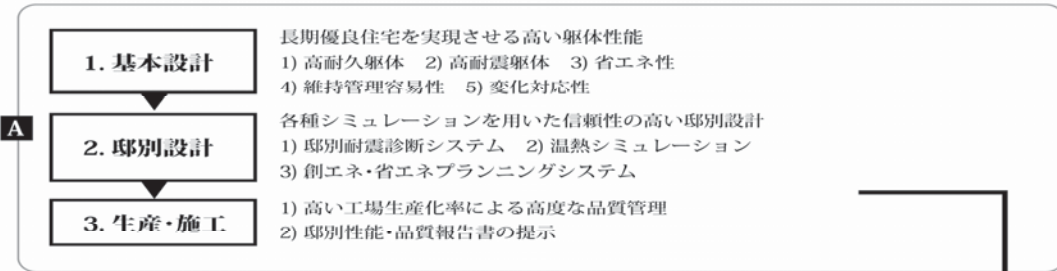 長期優良住宅を実現させる高い躯体性能
1. 基本設計
1) 高耐久躯体 2) 高耐震躯体 3) 省エネ性
4) 維持管理容易性 5) 変化対応性
A
各種シミュレーションを用いた信頼性の高い邸別設計
2. 邸別設計
1) 邸別耐震診断システム 2) 温熱シミュレーション
3) 創エネ・省エネプランニングシステム
3. 生産・施工
1) 高い工場生産化率による高度な品質管理
2) 邸別性能・品質報告書の提示